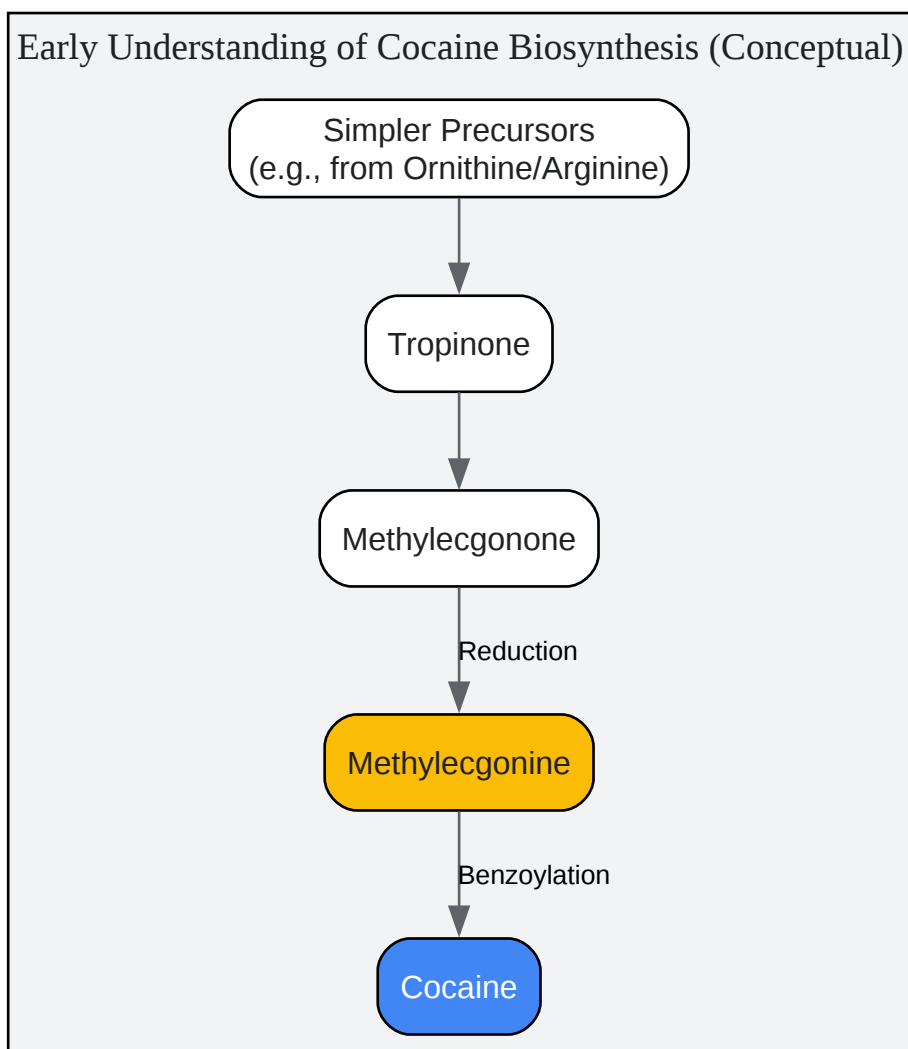 Early Understanding of Cocaine Biosynthesis (Conceptual)
Simpler Precursors
(e.g., from Ornithine/Arginine)
Tropinone
Methylecgonone
Reduction
Methylecgonine
Benzoylation
Cocaine